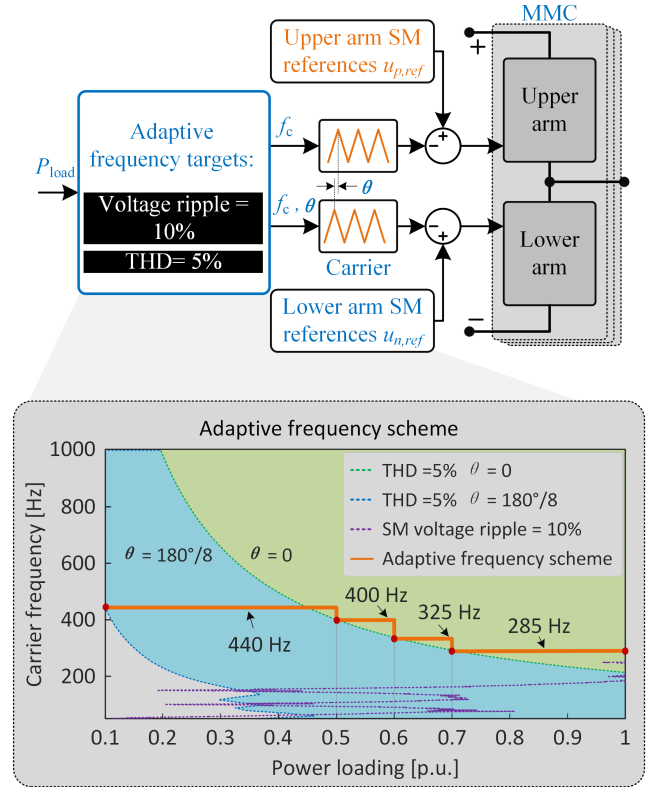 MMC
Upper arm SM
references u_p,ref
+
Upper
arm
Adaptive
frequency targets:
P_load
Voltage ripple =
10%
THD= 5%
f_c
− +
θ
f_c , θ
− +
Carrier
Lower
arm
Lower arm SM
references u_n,ref
−
Adaptive frequency scheme
Carrier frequency [Hz]
1000
800
600
400
200
THD =5% θ = 0
THD =5% θ = 180°/8
SM voltage ripple = 10%
Adaptive frequency scheme
θ = 180°/8
θ = 0
440 Hz
400 Hz
325 Hz
285 Hz
0.1 0.2 0.3 0.4 0.5 0.6 0.7 0.8 0.9 1
Power loading [p.u.]